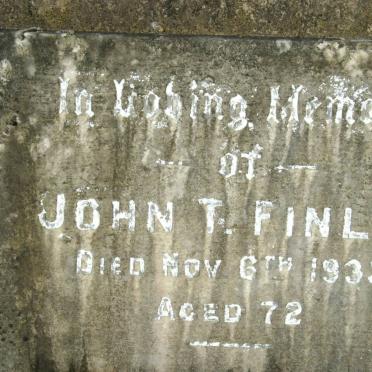 In Loving Memo
of
JOHN T. FINL
DIED NOV 6TH 193
AGED 72